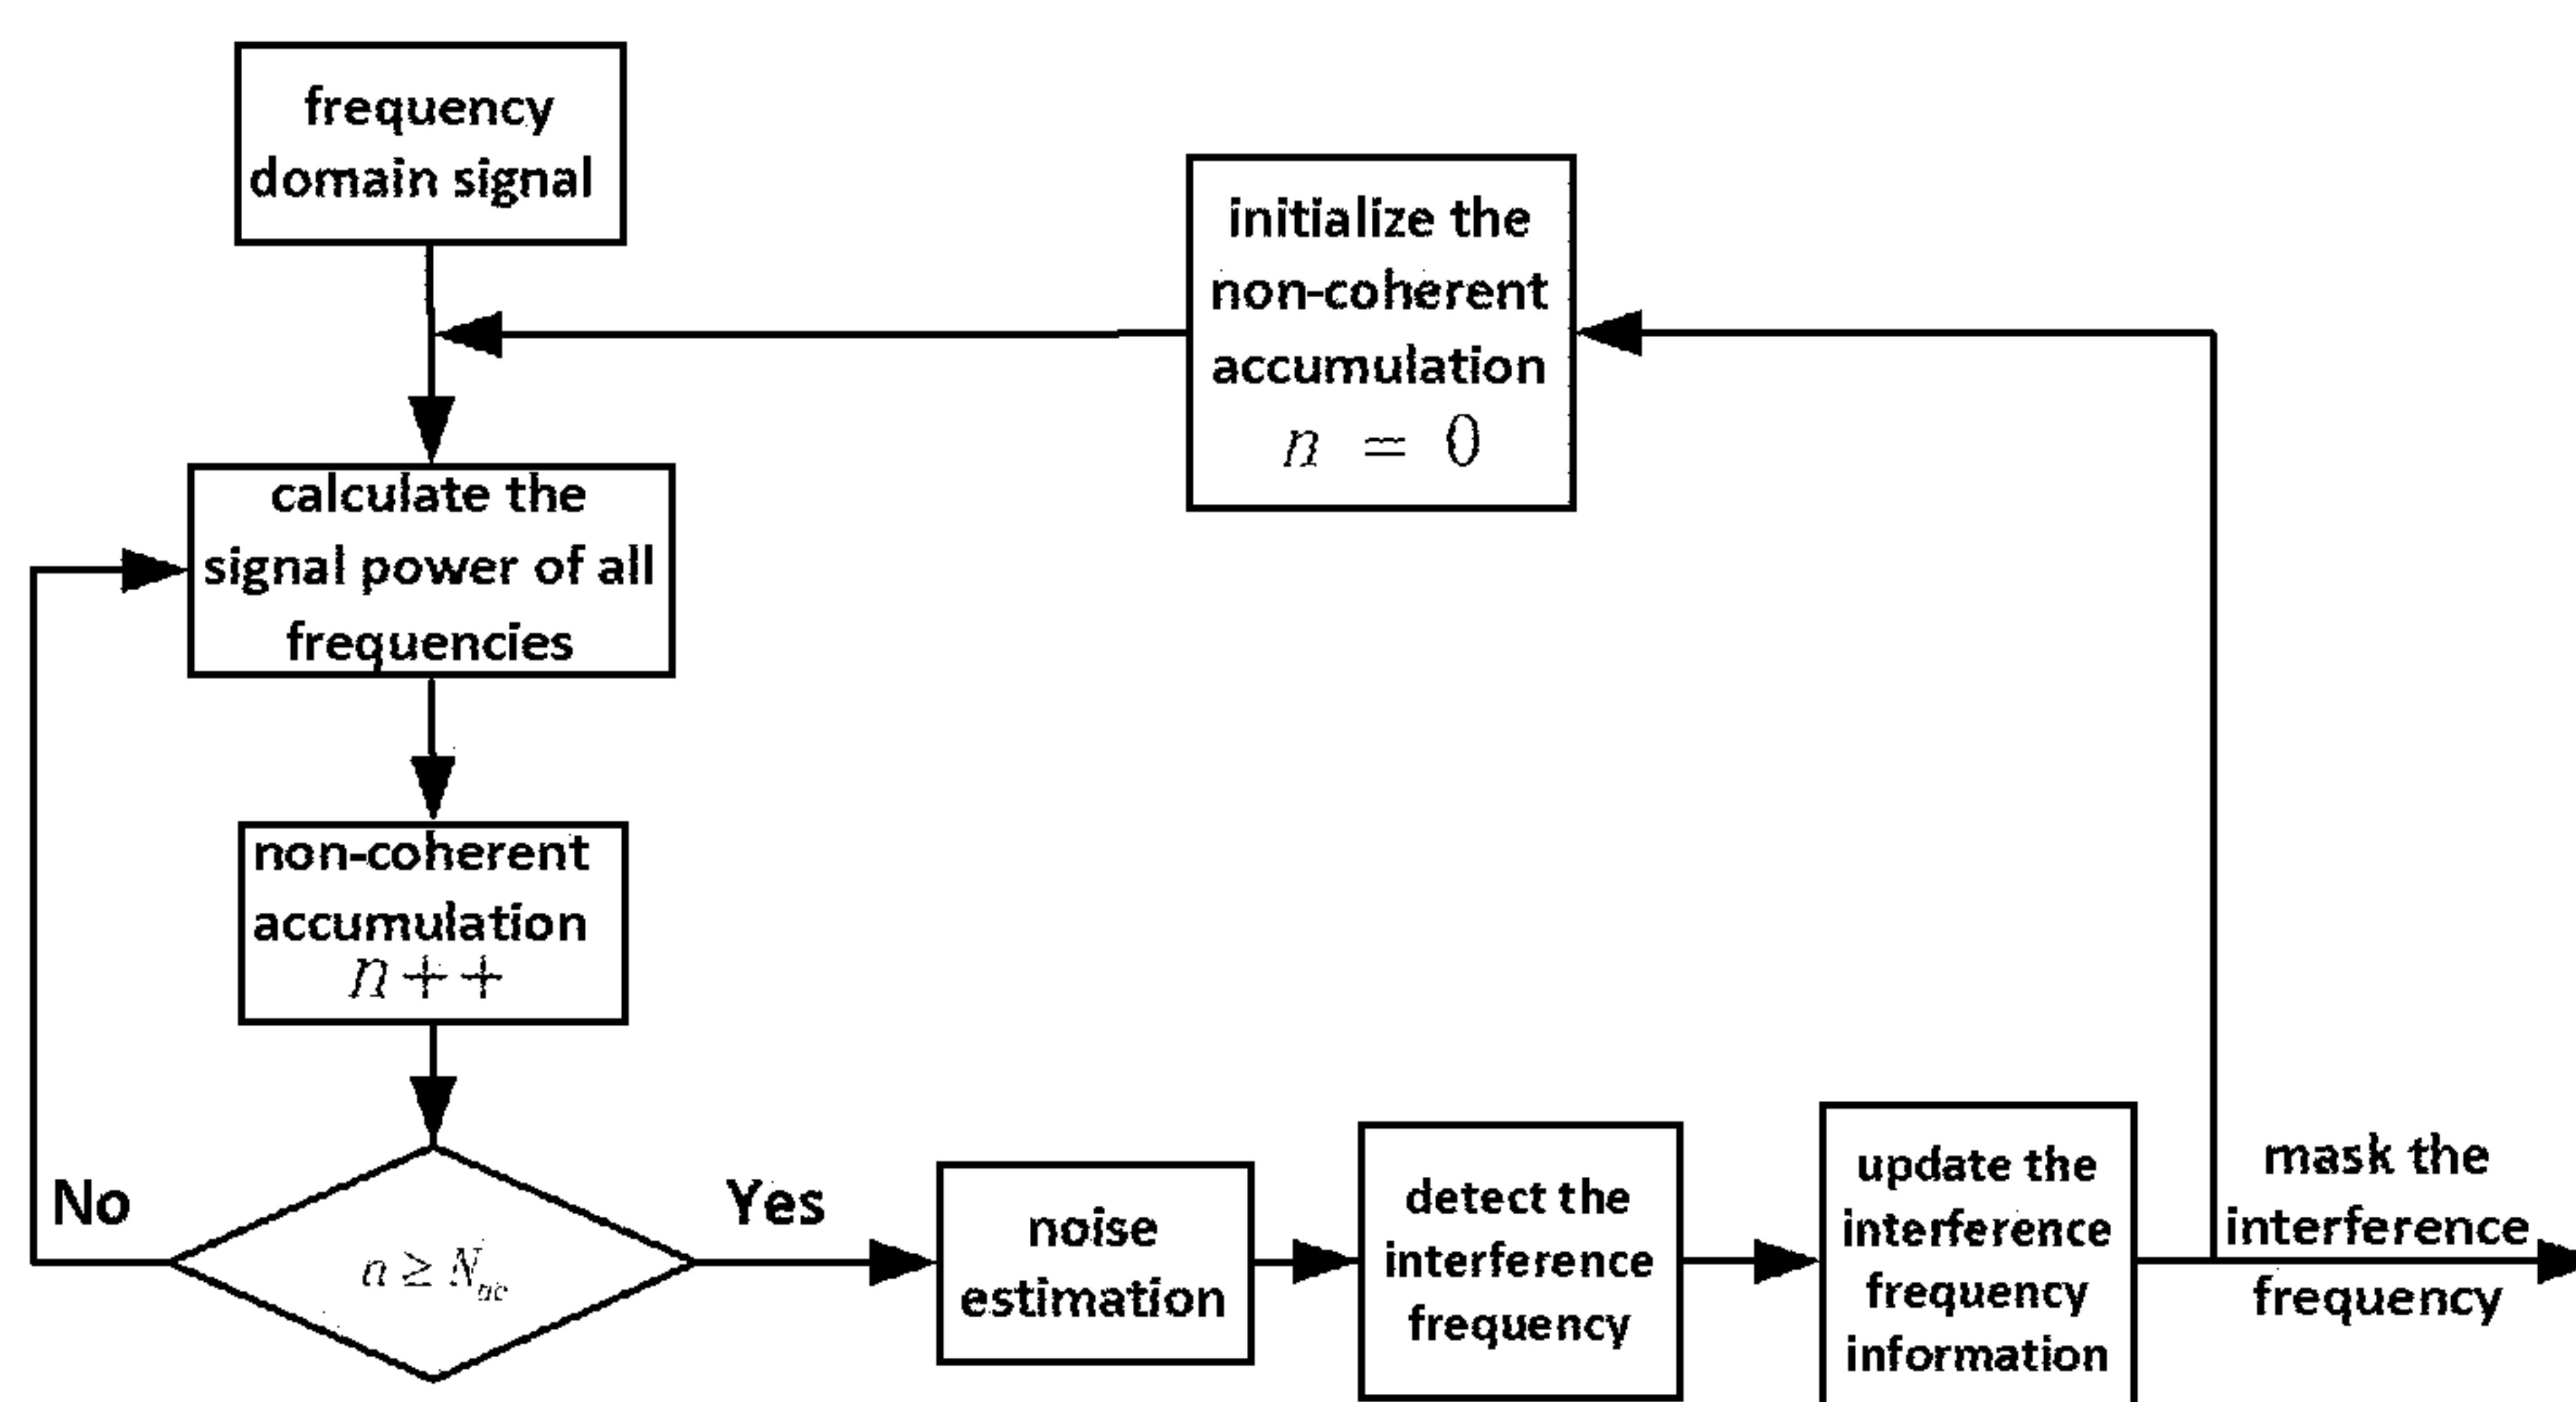 frequency
domain signal
initialize the
non-coherent
accumulation
n = 0
calculate the
signal power of all
frequencies
non-coherent
accumulation
n++
No
n ≥ N_nc
Yes
noise
estimation
detect the
interference
frequency
update the
interference
frequency
information
mask the
interference
frequency